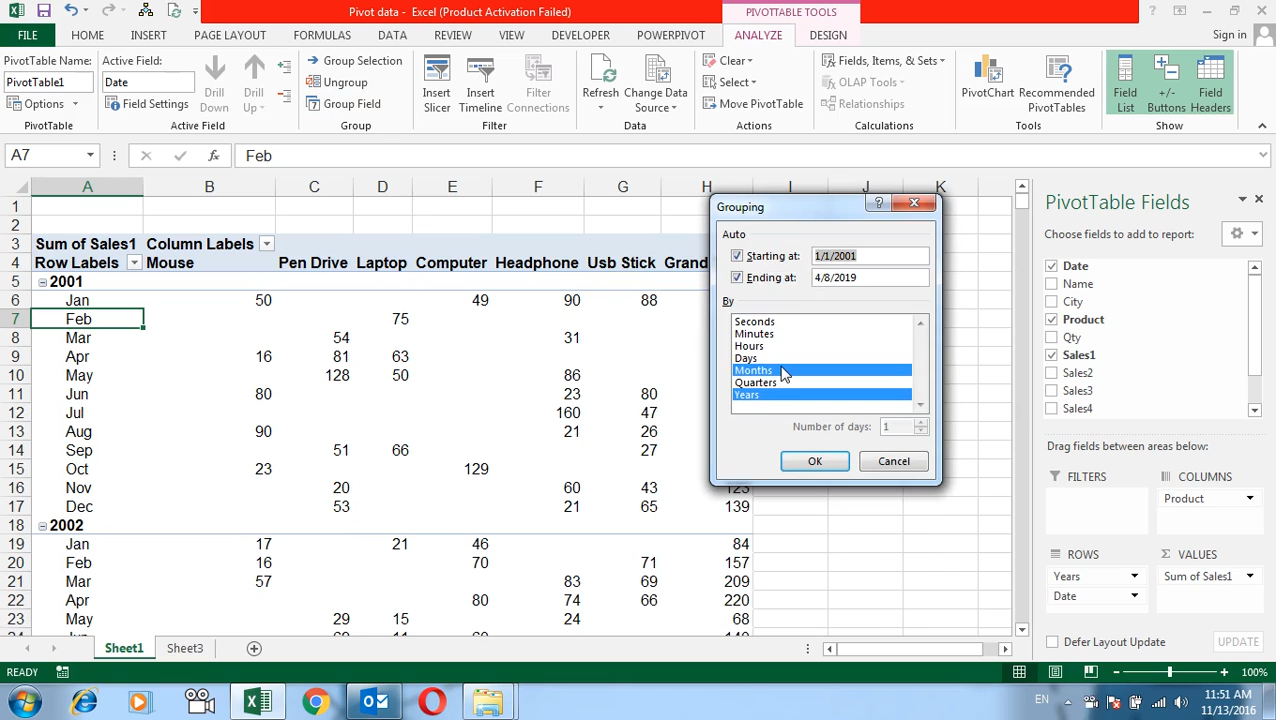 Pivot data - Excel (Product Activation Failed)
PIVOTTABLE TOOLS
FILE HOME INSERT PAGE LAYOUT FORMULAS DATA REVIEW VIEW DEVELOPER POWERPIVOT ANALYZE DESIGN
Sign in
PivotTable Name:
PivotTable1
Options
PivotTable
Active Field:
Date
Field Settings
Drill Down
Drill Up
Active Field
Group Selection
Ungroup
Group Field
Group
Insert Slicer
Insert Timeline
Filter Connections
Filter
Refresh
Change Data Source
Data
Clear
Select
Move PivotTable
Actions
Fields, Items, & Sets
OLAP Tools
Relationships
Calculations
PivotChart
Recommended PivotTables
Tools
Field List
+/- Buttons
Field Headers
Show
A7
fx
Feb
A B C D E F G H I J K
1
2
3 Sum of Sales1 Column Labels
4 Row Labels Mouse Pen Drive Laptop Computer Headphone Usb Stick Grand
5 2001
6 Jan 50 49 90 88
7 Feb 75
8 Mar 54 31
9 Apr 16 81 63
10 May 128 50 86
11 Jun 80 23 80
12 Jul 160 47
13 Aug 90 21 26
14 Sep 51 66 27
15 Oct 23 129
16 Nov 20 60 43 123
17 Dec 53 21 65 139
18 2002
19 Jan 17 21 46 84
20 Feb 16 70 71 157
21 Mar 57 83 69 209
22 Apr 80 74 66 220
23 May 29 15 24 68
Grouping
?
Auto
Starting at: 1/1/2001
Ending at: 4/8/2019
By
Seconds
Minutes
Hours
Days
Months
Quarters
Years
Number of days: 1
OK Cancel
PivotTable Fields
Choose fields to add to report:
Date
Name
City
Product
Qty
Sales1
Sales2
Sales3
Sales4
Drag fields between areas below:
FILTERS
COLUMNS
Product
ROWS
Years
Date
Σ VALUES
Sum of Sales1
Defer Layout Update UPDATE
Sheet1 Sheet3
READY
100%
EN
11:51 AM
11/13/2016